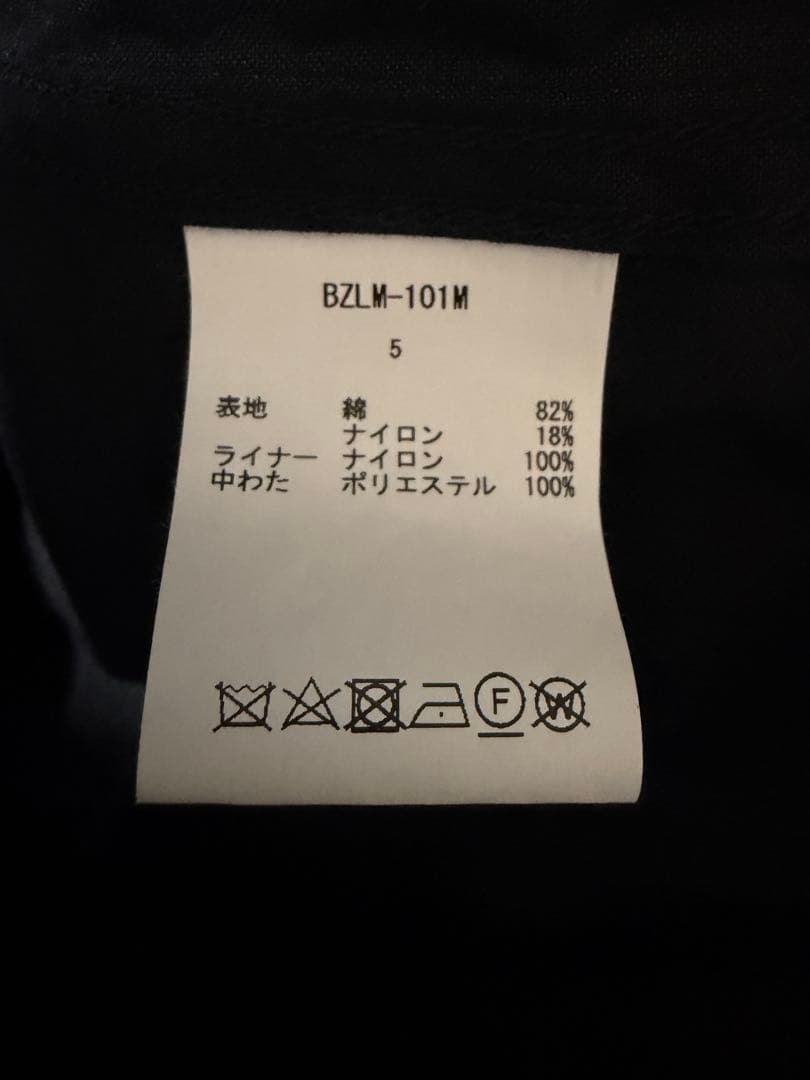 BZLM-101M
5
表地 綿 82%
ナイロン 18%
ライナー ナイロン 100%
中わた ポリエステル 100%
F W